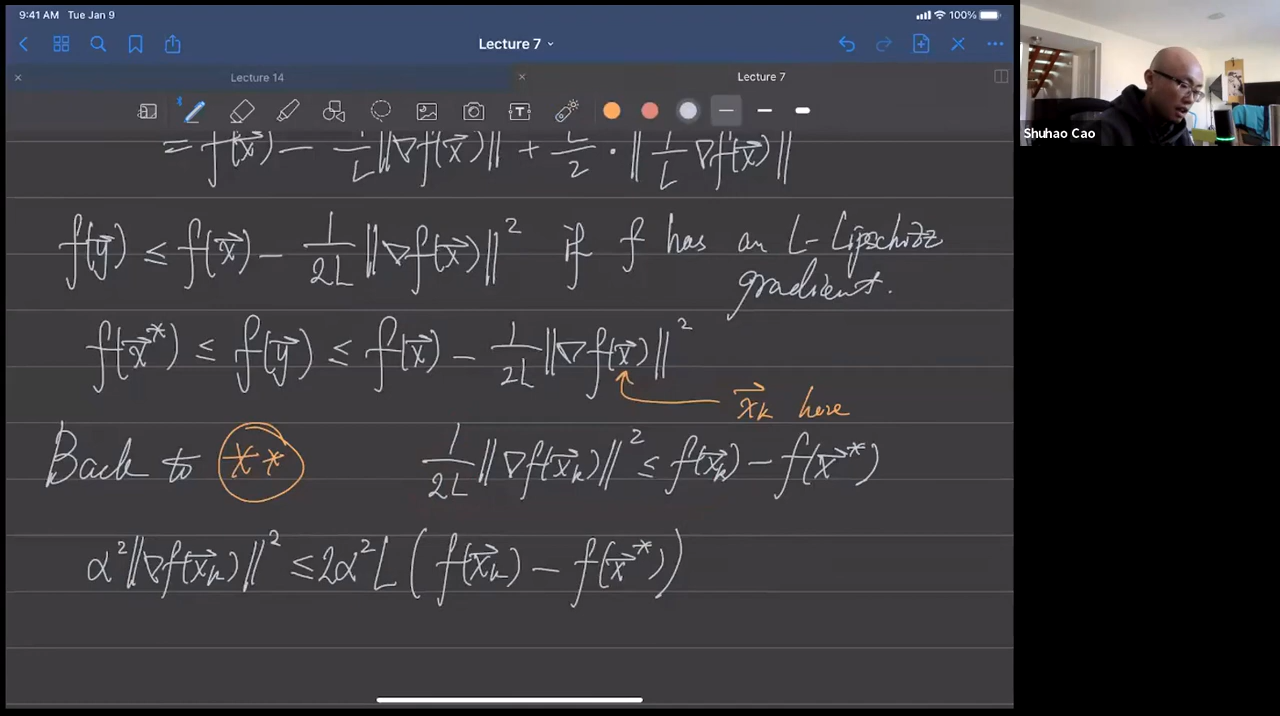 9:41 AM Tue Jan 9
100%
Lecture 7
Lecture 14
Lecture 7
Shuhao Cao
= f(x⃗) − 1/L ‖∇f(x⃗)‖ + L/2 · ‖ 1/L ∇f(x⃗)‖
f(y⃗) ≤ f(x⃗) − 1/2L ‖∇f(x⃗)‖² if f has an L-Lipschitz
gradient.
f(x⃗*) ≤ f(y⃗) ≤ f(x⃗) − 1/2L ‖∇f(x⃗)‖²
x⃗ₖ here
Back to ** 1/2L ‖∇f(x⃗ₖ)‖² ≤ f(x⃗ₖ) − f(x⃗*)
α²‖∇f(x⃗ₖ)‖² ≤ 2α²L ( f(x⃗ₖ) − f(x⃗*) )